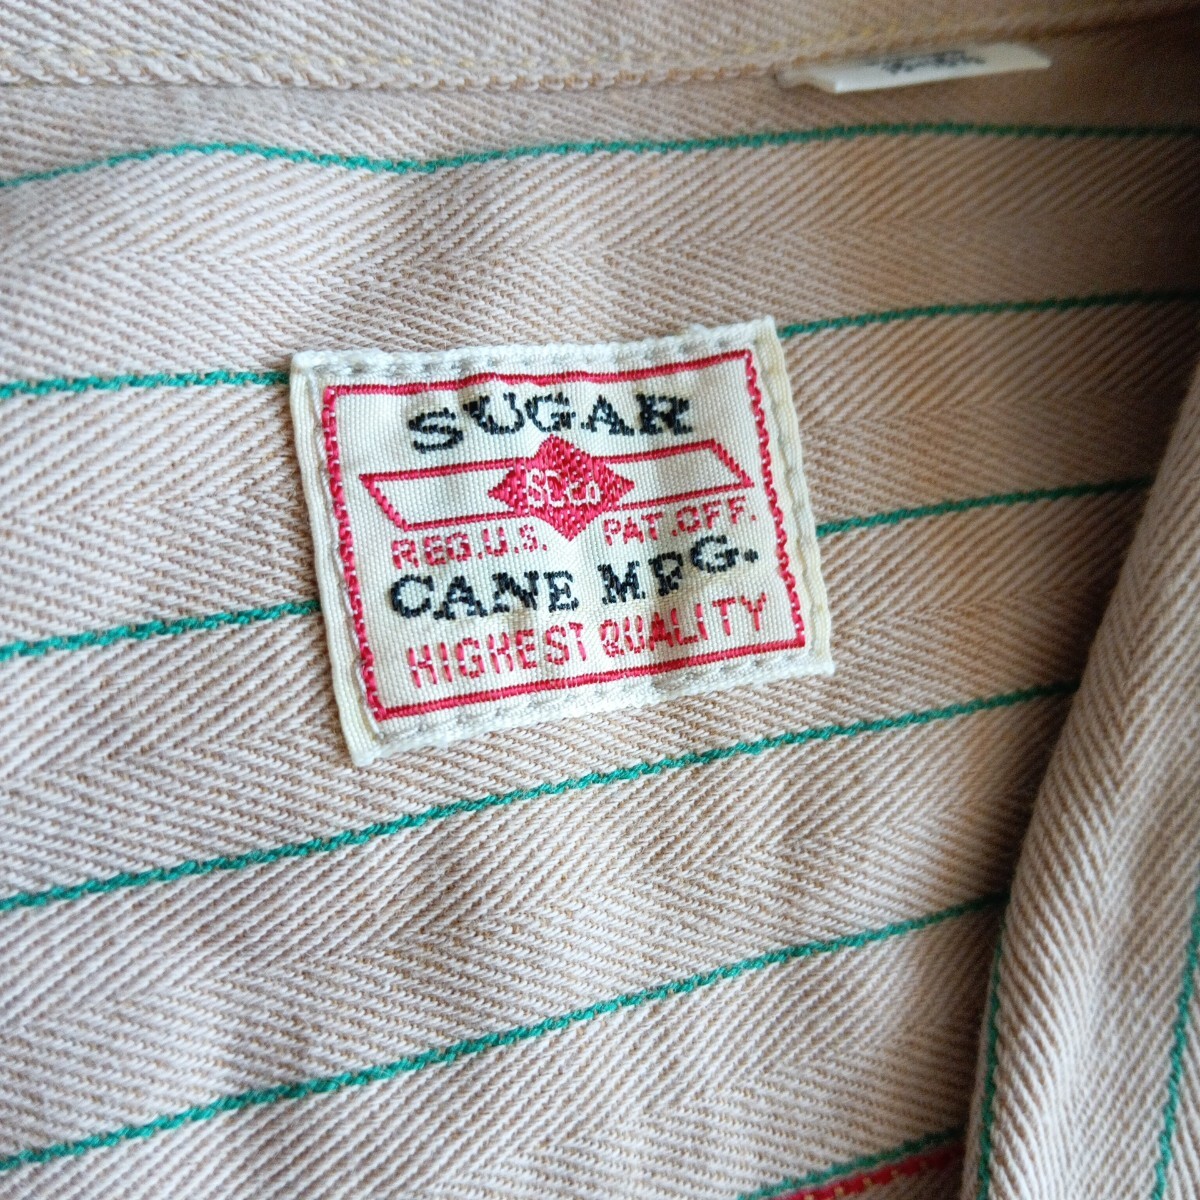 SUGAR
SCCo
REG.U.S. PAT.OFF.
CANE MFG.
HIGHEST QUALITY